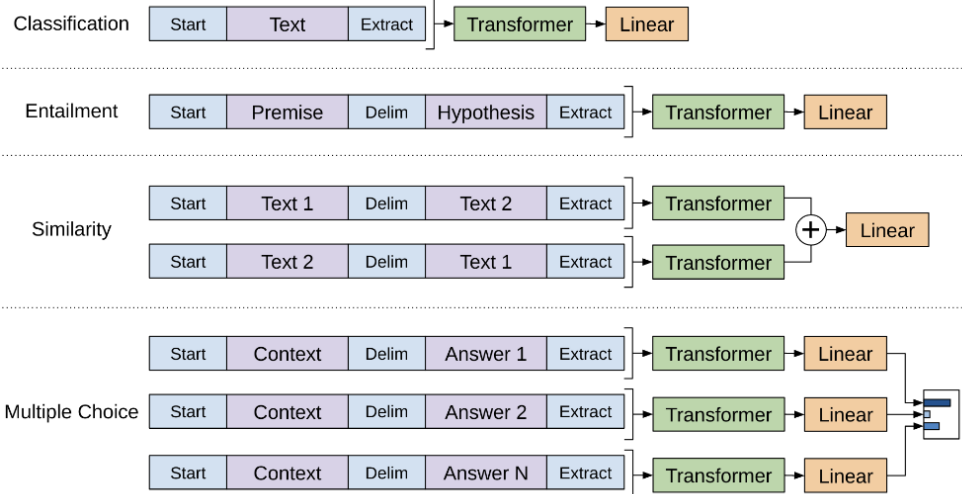 Classification Start Text Extract Transformer Linear
Entailment Start Premise Delim Hypothesis Extract Transformer Linear
Similarity
Start Text 1 Delim Text 2 Extract Transformer
+ Linear
Start Text 2 Delim Text 1 Extract Transformer
Multiple Choice
Start Context Delim Answer 1 Extract Transformer Linear
Start Context Delim Answer 2 Extract Transformer Linear
Start Context Delim Answer N Extract Transformer Linear